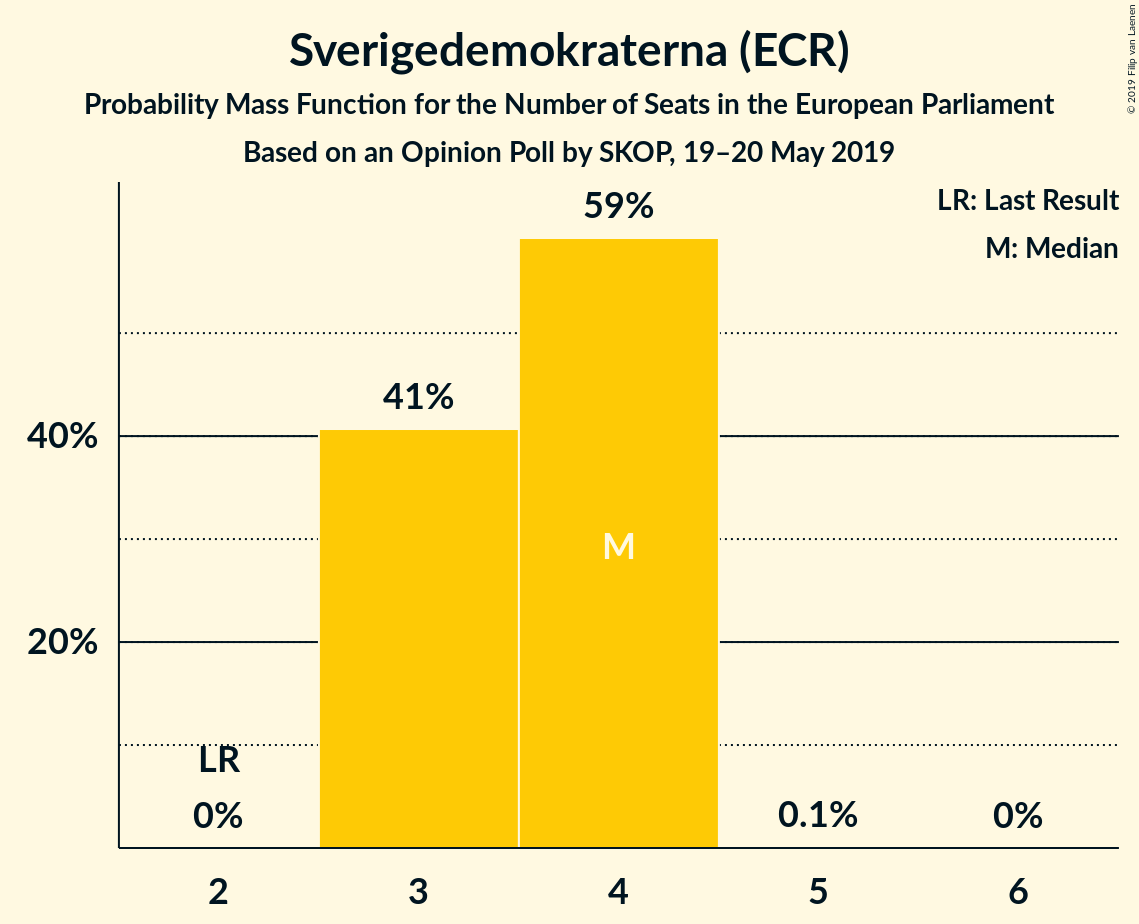 Sverigedemokraterna (ECR)
Probability Mass Function for the Number of Seats in the European Parliament
Based on an Opinion Poll by SKOP, 19–20 May 2019
© 2019 Filip van Laenen
LR: Last Result
M: Median
59%
41%
40%
M
20%
LR
0%
0.1%
0%
2 3 4 5 6